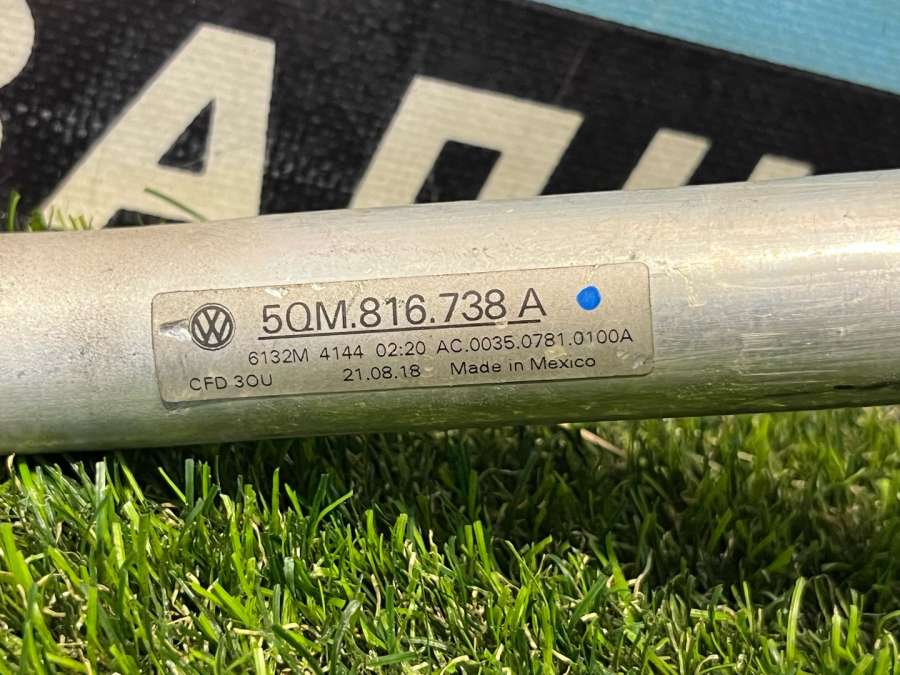 5QM.816.738 A
6132M 4144 02:20 AC.0035.0781.0100A
CFD 3OU 21.08.18 Made in Mexico